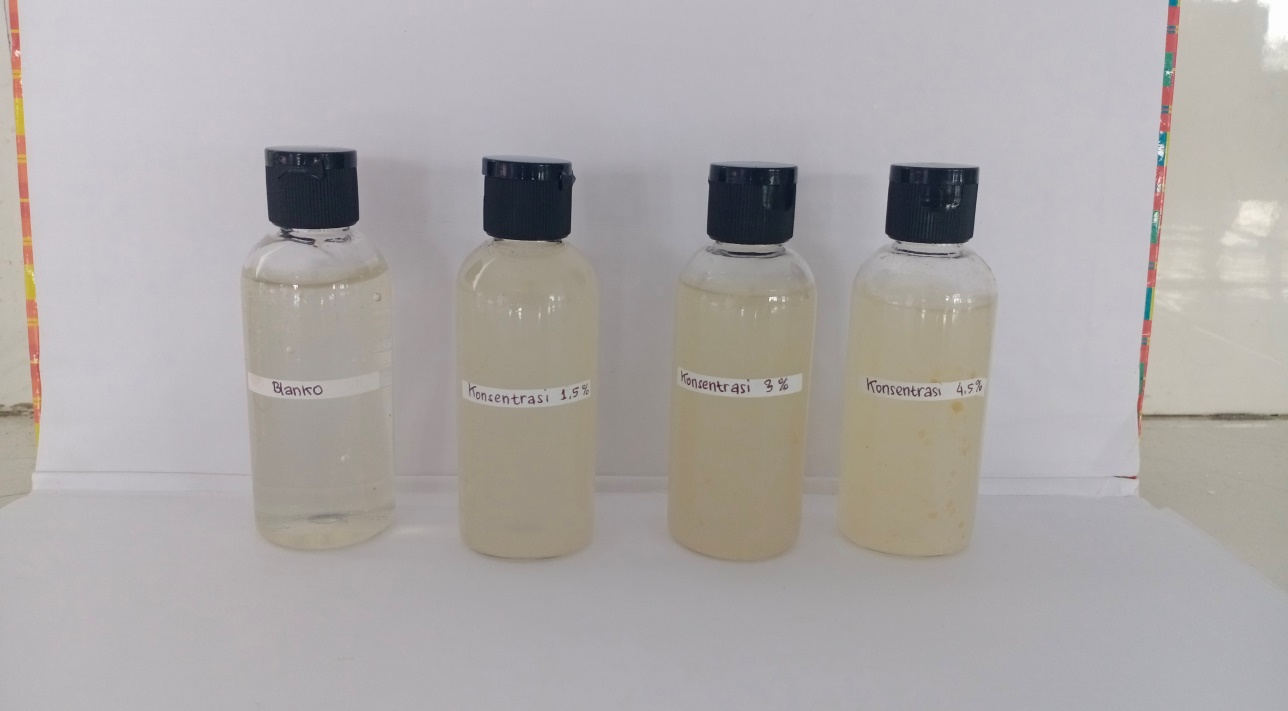 Blanko
Konsentrasi 1,5%
Konsentrasi 3%
Konsentrasi 4,5%